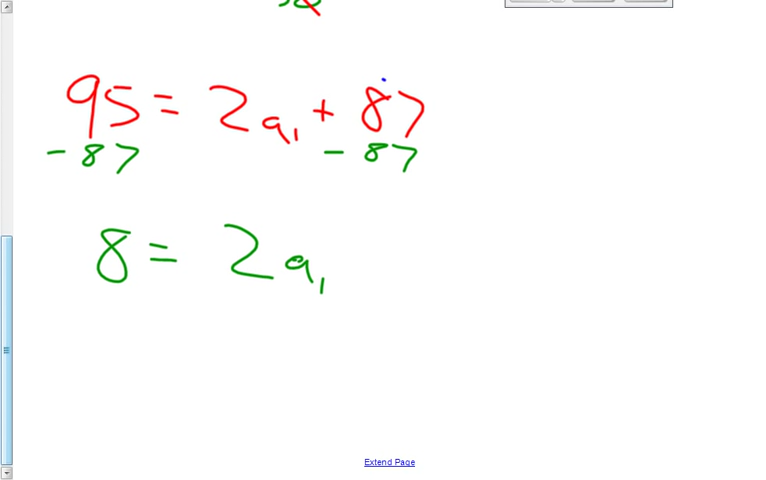 95 = 2a₁ + 87
- 87 - 87
8 = 2a₁
Extend Page